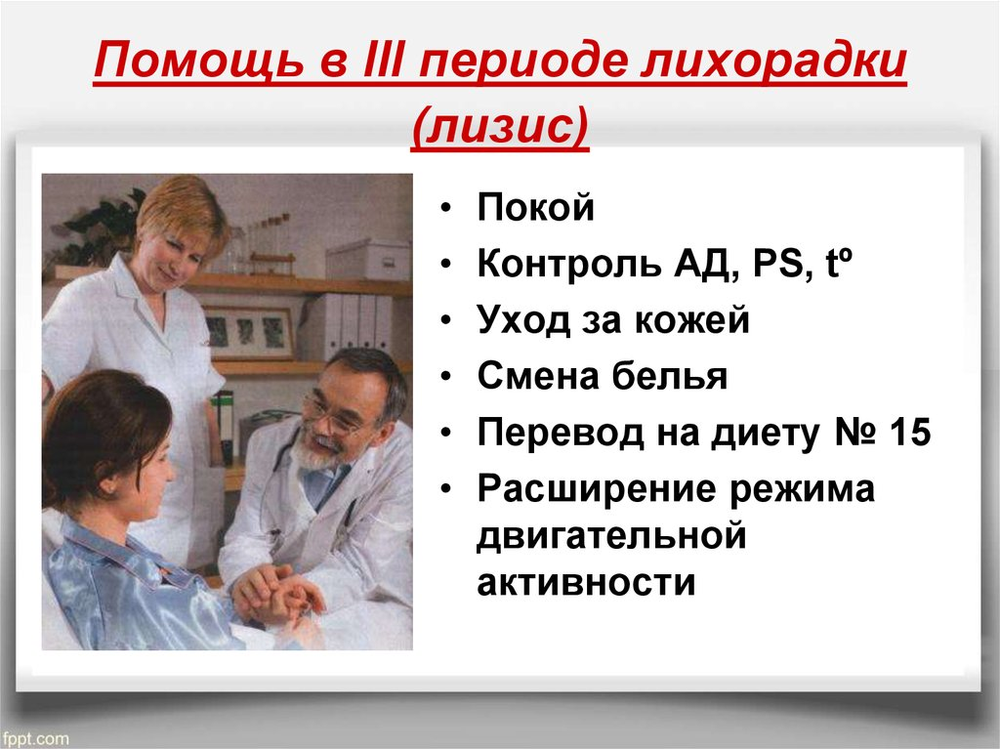 Помощь в III периоде лихорадки
(лизис)
• Покой
• Контроль АД, PS, tº
• Уход за кожей
• Смена белья
• Перевод на диету № 15
• Расширение режима
двигательной
активности
fppt.com